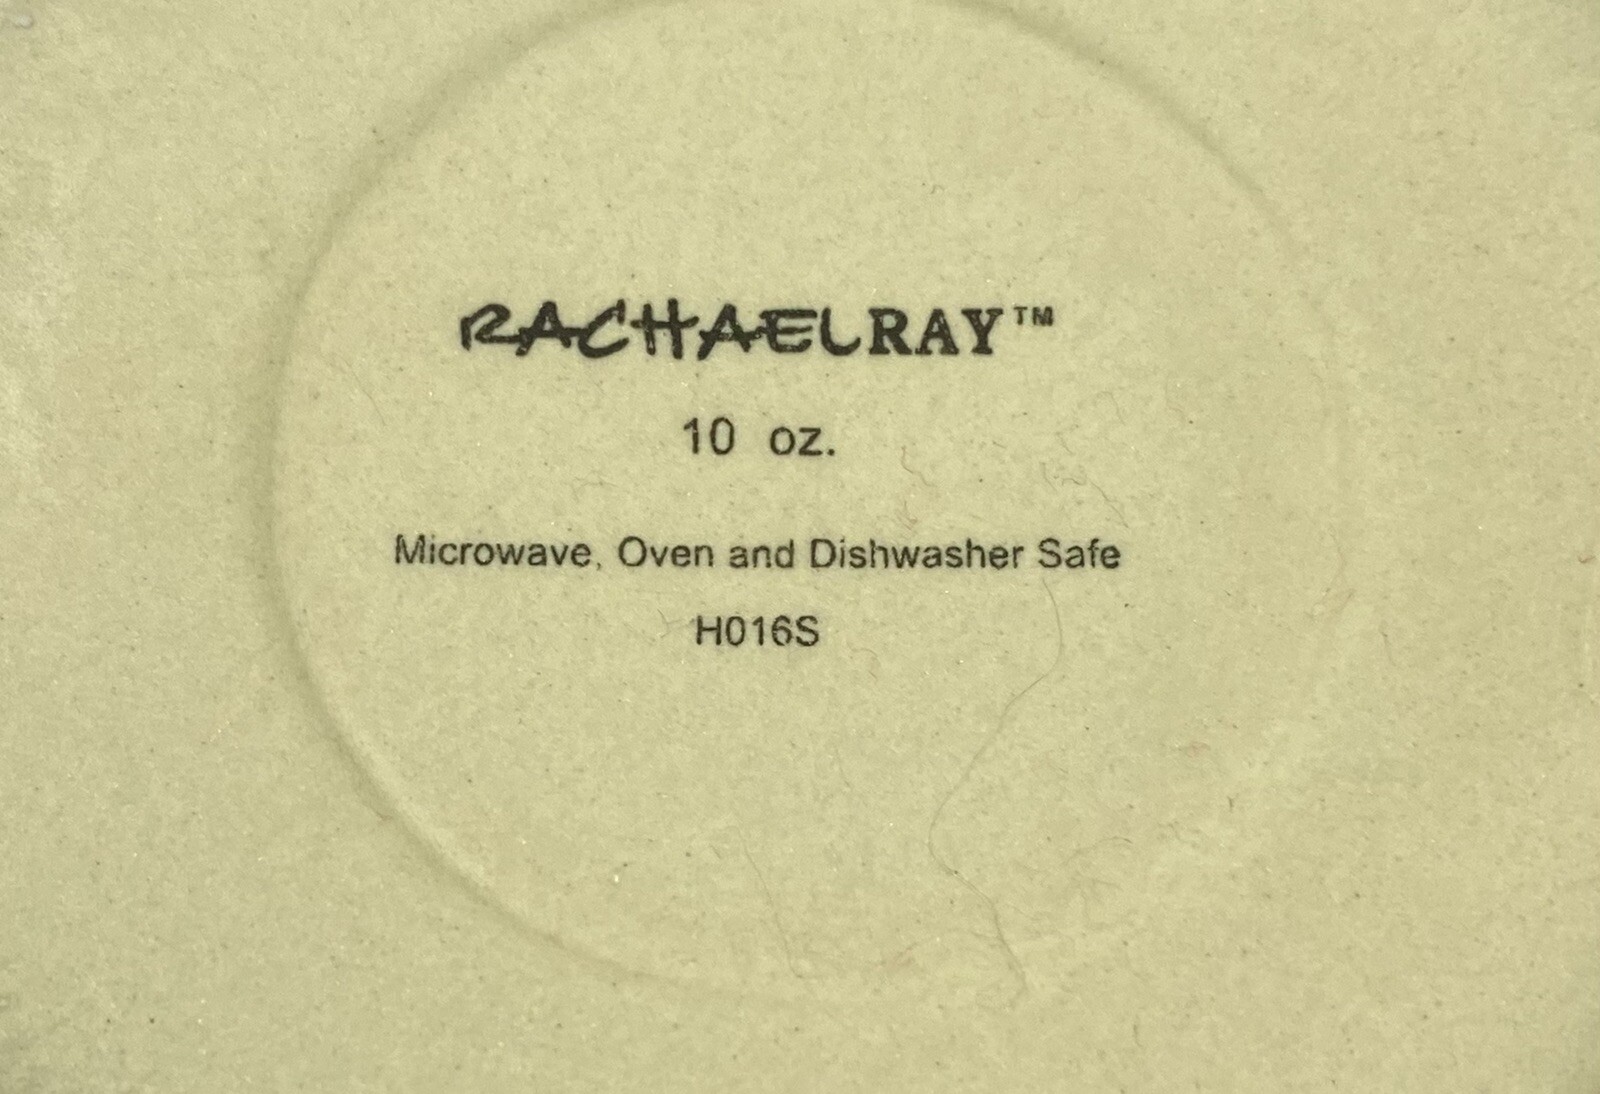 RACHAELRAY™
10 oz.
Microwave, Oven and Dishwasher Safe
H016S